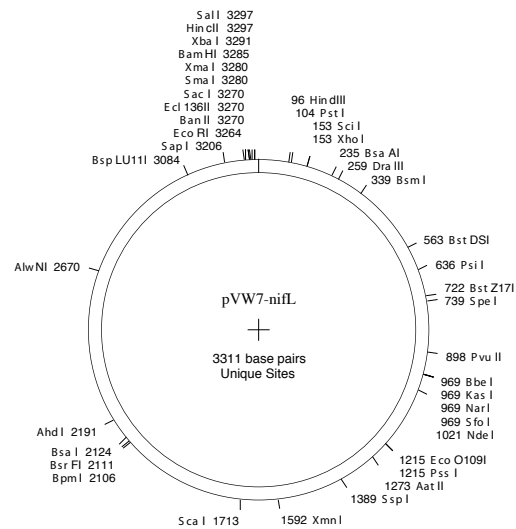 Sal I 3297
Hinc II 3297
Xba I 3291
Bam HI 3285
Xma I 3280
Sma I 3280
Sac I 3270
Ecl 136II 3270
Ban II 3270
Eco RI 3264
Sap I 3206
Bsp LU11I 3084
96 Hin dIII
104 Pst I
153 Sci I
153 Xho I
235 Bsa AI
259 Dra III
339 Bsm I
563 Bst DSI
636 Psi I
722 Bst Z17I
739 Spe I
AlwNI 2670
pVW7-nifL
3311 base pairs
Unique Sites
898 Pvu II
969 Bbe I
969 Kas I
969 Nar I
969 Sfo I
1021 Nde I
Ahd I 2191
Bsa I 2124
Bsr FI 2111
Bpm I 2106
1215 Eco O109I
1215 Pss I
1273 Aat II
1389 Ssp I
1592 Xmn I
Sca I 1713